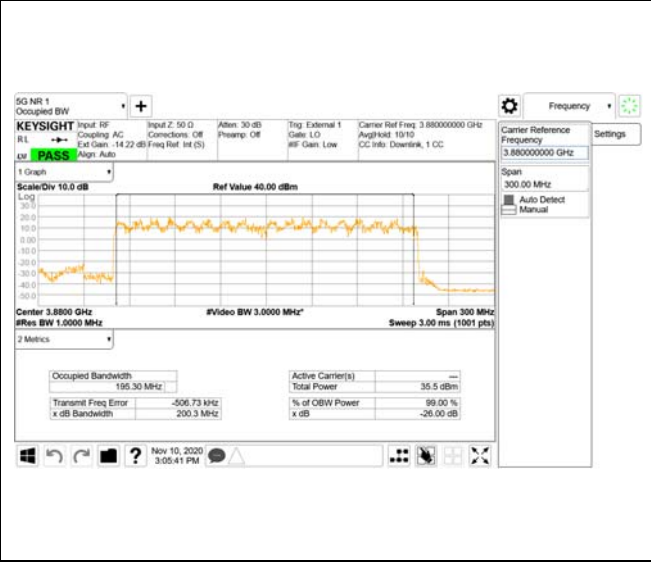 5G NR 1
Occupied BW
Frequency
KEYSIGHT
R L
LM
PASS
Input: RF
Coupling: AC
Ext Gain: -14.22 dB
Align: Auto
Input Z: 50 Ω
Corrections: Off
Freq Ref: Int (S)
Atten: 30 dB
Preamp: Off
Trig: External 1
Gate: LO
#IF Gain: Low
Carrier Ref Freq: 3.880000000 GHz
Avg|Hold: 10/10
CC Info: Downlink, 1 CC
Carrier Reference
Frequency
3.880000000 GHz
Settings
Span
300.00 MHz
Auto Detect
Manual
1 Graph
Scale/Div 10.0 dB
Ref Value 40.00 dBm
Log
30.0
20.0
10.0
0.00
-10.0
-20.0
-30.0
-40.0
-50.0
Center 3.8800 GHz
#Video BW 3.0000 MHz*
Span 300 MHz
#Res BW 1.0000 MHz
Sweep 3.00 ms (1001 pts)
2 Metrics
Occupied Bandwidth
195.30 MHz
Active Carrier(s)
---
Total Power
35.5 dBm
Transmit Freq Error
-506.73 kHz
% of OBW Power
99.00 %
x dB Bandwidth
200.3 MHz
x dB
-26.00 dB
?
Nov 10, 2020
3:05:41 PM